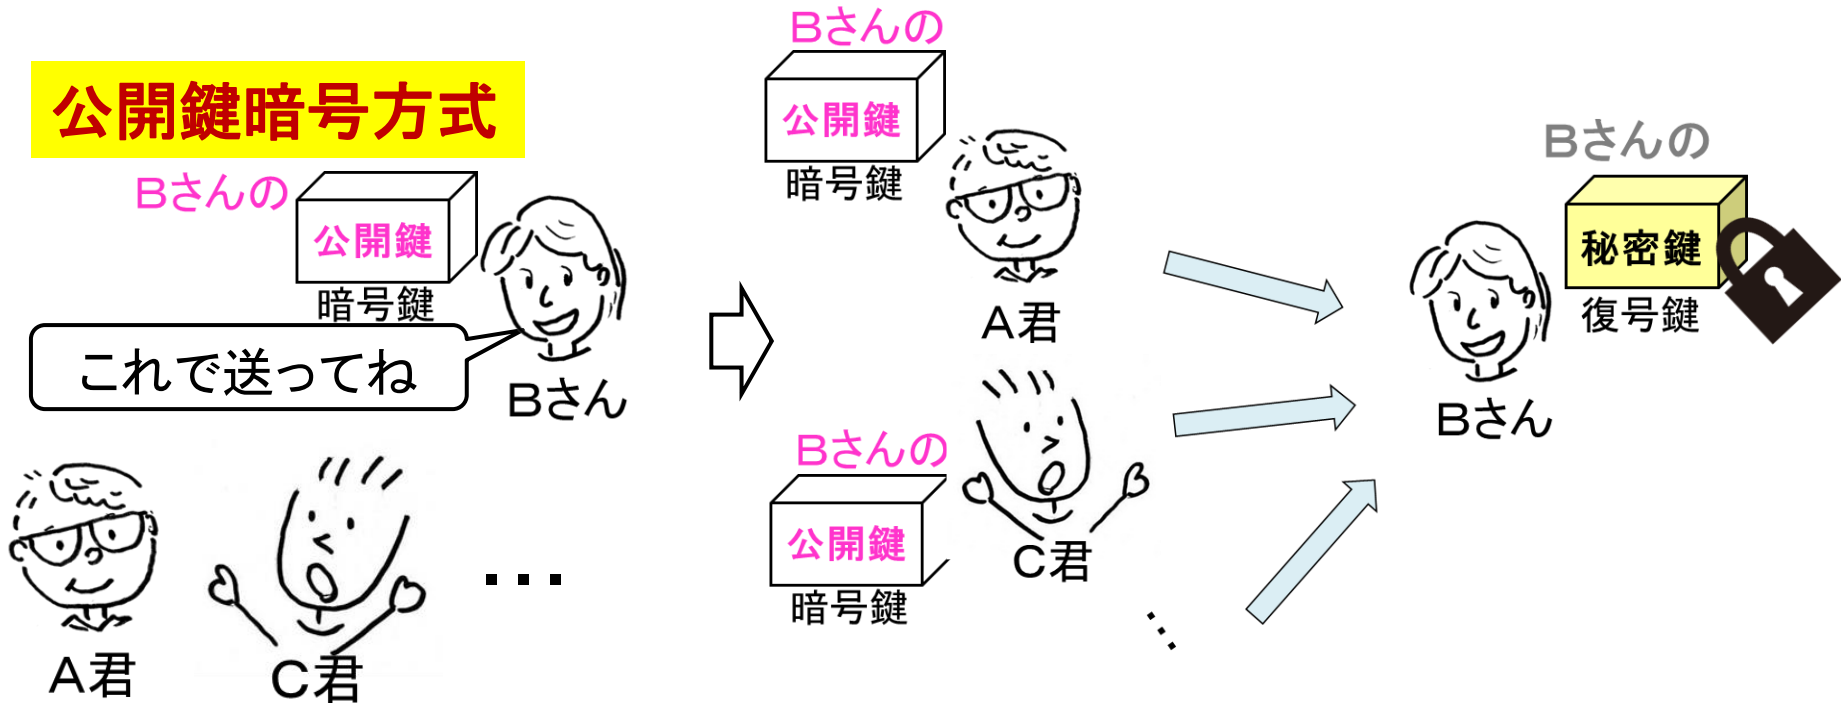 公開鍵暗号方式
Bさんの
公開鍵
暗号鍵
これで送ってね
Bさん
A君
C君
・・・
Bさんの
公開鍵
暗号鍵
A君
Bさんの
公開鍵
暗号鍵
C君
・・・
Bさんの
秘密鍵
復号鍵
Bさん